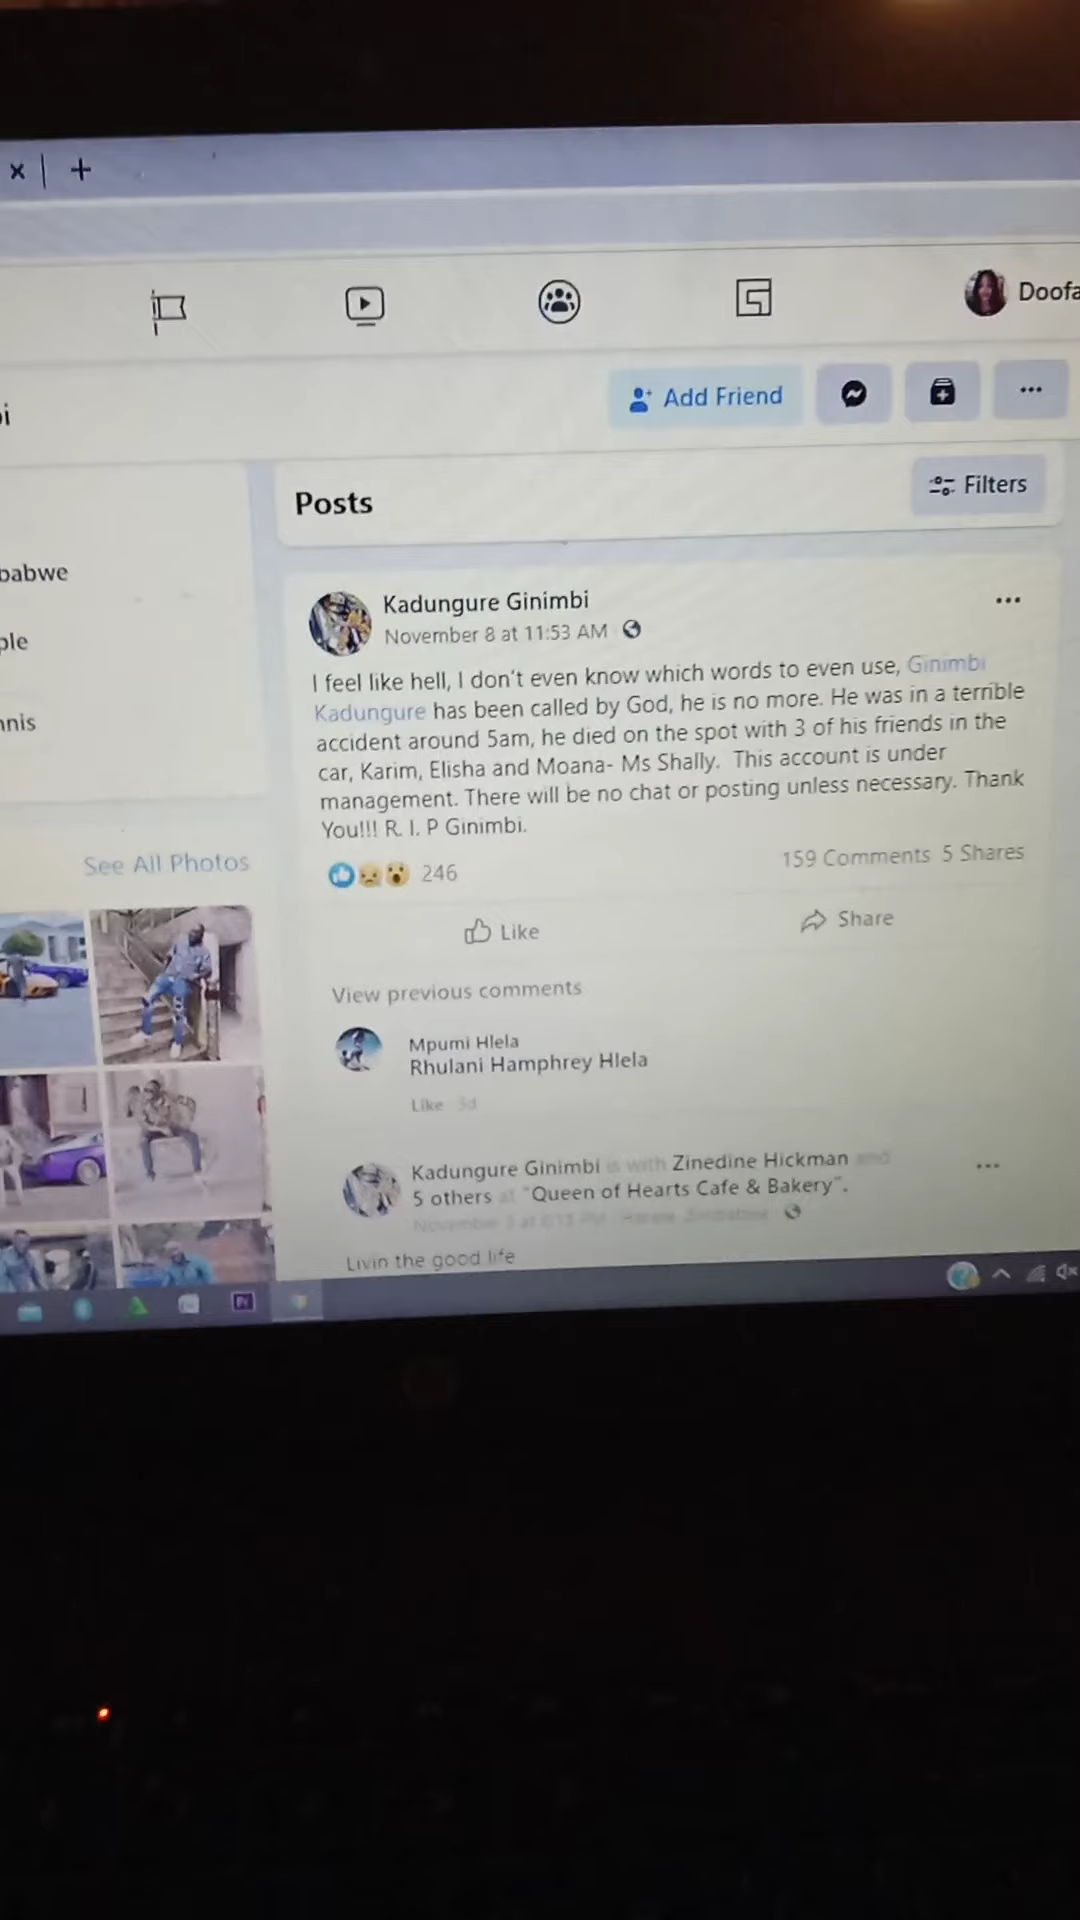 × | +
Doofa
bi
Add Friend
...
Posts
Filters
babwe
ple
nnis
See All Photos
Kadungure Ginimbi
...
November 8 at 11:53 AM
I feel like hell, I don't even know which words to even use, Ginimbi
Kadungure has been called by God, he is no more. He was in a terrible
accident around 5am, he died on the spot with 3 of his friends in the
car, Karim, Elisha and Moana- Ms Shally. This account is under
management. There will be no chat or posting unless necessary. Thank
You!!! R. I. P Ginimbi.
246
159 Comments 5 Shares
Like
Share
View previous comments
Mpumi Hlela
Rhulani Hamphrey Hlela
Like 3d
Kadungure Ginimbi is with Zinedine Hickman and
5 others at "Queen of Hearts Cafe & Bakery".
...
Livin the good life
Pr